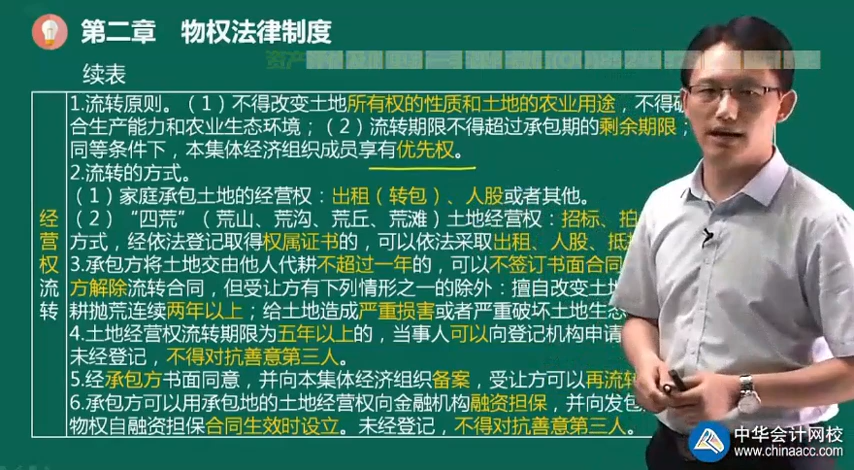 第二章 物权法律制度
续表
经营权流转
1.流转原则。（1）不得改变土地所有权的性质和土地的农业用途，不得破
合生产能力和农业生态环境；（2）流转期限不得超过承包期的剩余期限；
同等条件下，本集体经济组织成员享有优先权。
2.流转的方式。
（1）家庭承包土地的经营权：出租（转包）、人股或者其他。
（2）“四荒”（荒山、荒沟、荒丘、荒滩）土地经营权：招标、拍
方式，经依法登记取得权属证书的，可以依法采取出租、人股、抵
3.承包方将土地交由他人代耕不超过一年的，可以不签订书面合同
方解除流转合同，但受让方有下列情形之一的除外：擅自改变土地
耕抛荒连续两年以上；给土地造成严重损害或者严重破坏土地生态
4.土地经营权流转期限为五年以上的，当事人可以向登记机构申请
未经登记，不得对抗善意第三人。
5.经承包方书面同意，并向本集体经济组织备案，受让方可以再流转
6.承包方可以用承包地的土地经营权向金融机构融资担保，并向发包
物权自融资担保合同生效时设立。未经登记，不得对抗善意第三人。
中华会计网校
www.chinaacc.com